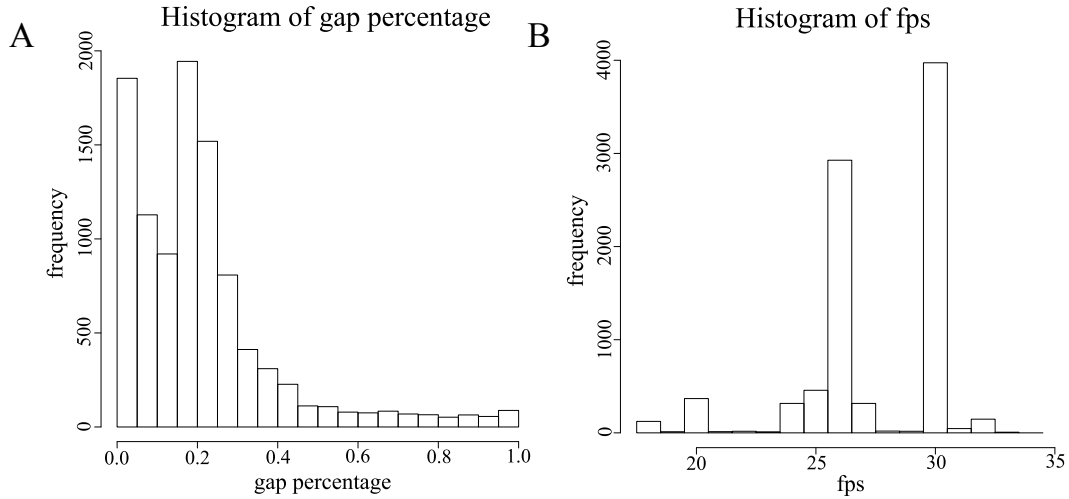 A
Histogram of gap percentage
frequency
2000
1500
1000
500
0
0.0 0.2 0.4 0.6 0.8 1.0
gap percentage
B
Histogram of fps
frequency
4000
3000
2000
1000
0
20 25 30 35
fps